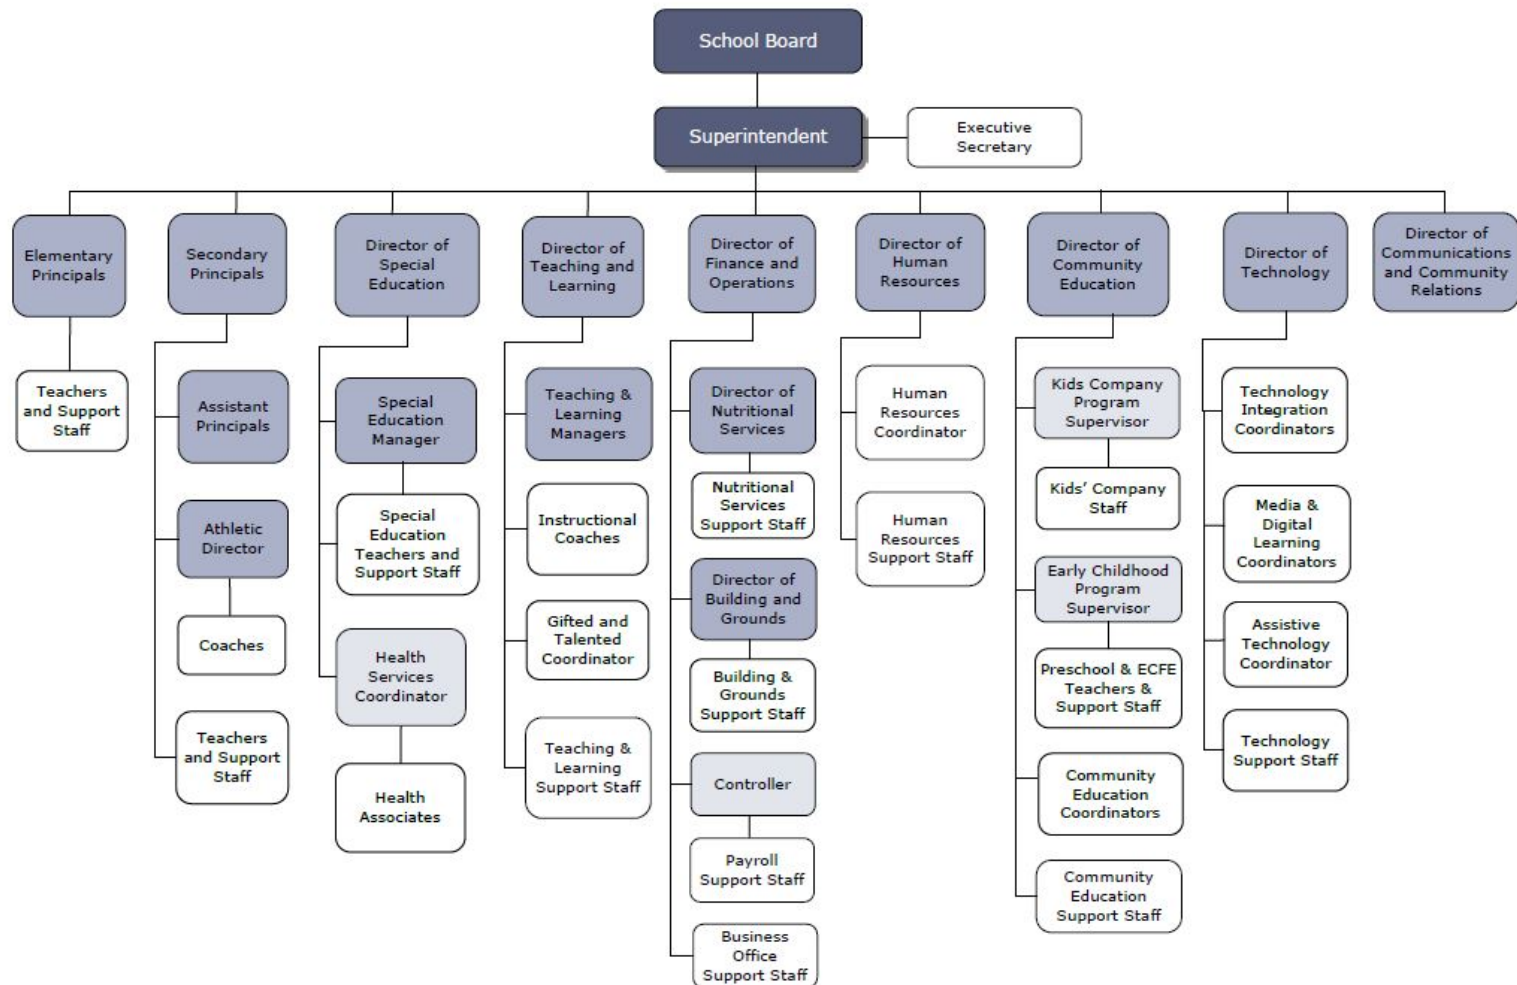 School Board
Superintendent
Executive
Secretary
Elementary
Principals
Secondary
Principals
Director of
Special
Education
Director of
Teaching and
Learning
Director of
Finance and
Operations
Director of
Human
Resources
Director of
Community
Education
Director of
Technology
Director of
Communications
and Community
Relations
Teachers
and Support
Staff
Assistant
Principals
Athletic
Director
Coaches
Teachers
and Support
Staff
Special
Education
Manager
Special
Education
Teachers and
Support Staff
Health
Services
Coordinator
Health
Associates
Teaching &
Learning
Managers
Instructional
Coaches
Gifted and
Talented
Coordinator
Teaching &
Learning
Support Staff
Director of
Nutritional
Services
Nutritional
Services
Support Staff
Director of
Building and
Grounds
Building &
Grounds
Support Staff
Controller
Payroll
Support Staff
Business
Office
Support Staff
Human
Resources
Coordinator
Human
Resources
Support Staff
Kids Company
Program
Supervisor
Kids' Company
Staff
Early Childhood
Program
Supervisor
Preschool & ECFE
Teachers &
Support Staff
Community
Education
Coordinators
Community
Education
Support Staff
Technology
Integration
Coordinators
Media &
Digital
Learning
Coordinators
Assistive
Technology
Coordinator
Technology
Support Staff